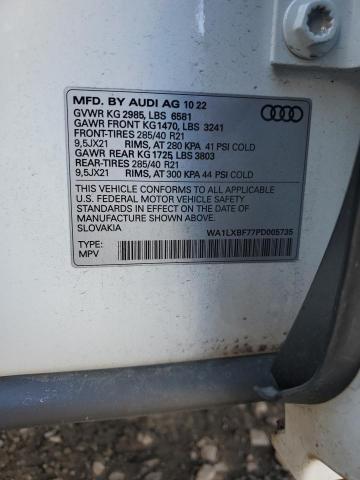 MFD. BY AUDI AG 10 22
GVWR KG 2985, LBS 6581
GAWR FRONT KG1470, LBS 3241
FRONT-TIRES 285/40 R21
9,5JX21 RIMS, AT 280 KPA 41 PSI COLD
GAWR REAR KG 1725, LBS 3803
REAR-TIRES 285/40 R21
9,5JX21 RIMS, AT 300 KPA 44 PSI COLD
THIS VEHICLE CONFORMS TO ALL APPLICABLE
U.S. FEDERAL MOTOR VEHICLE SAFETY
STANDARDS IN EFFECT ON THE DATE OF
MANUFACTURE SHOWN ABOVE.
SLOVAKIA WA1LXBF77PD005735
TYPE:
MPV